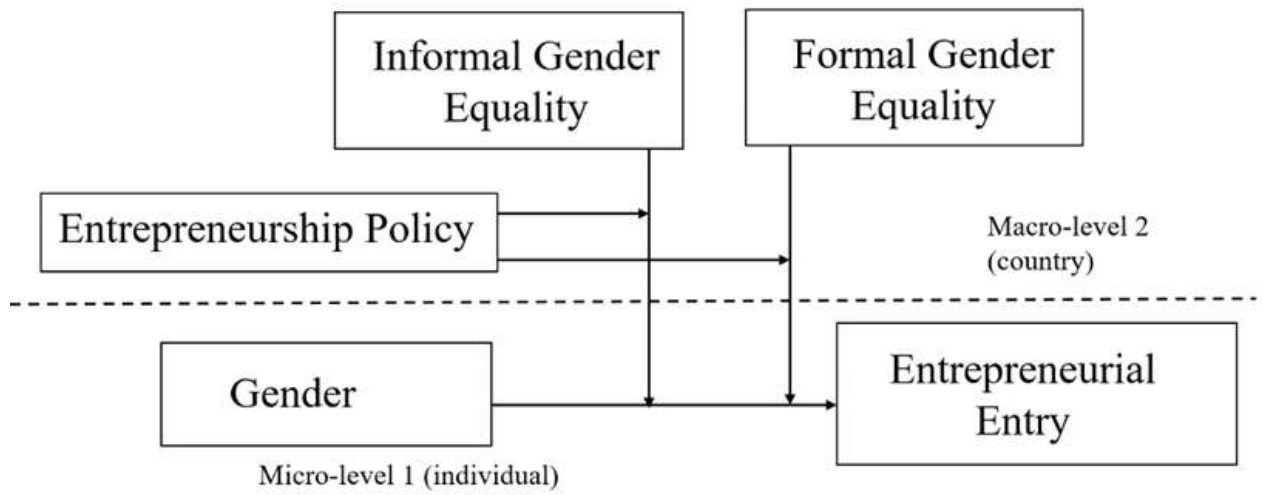 Informal Gender
Equality
Formal Gender
Equality
Entrepreneurship Policy
Macro-level 2
(country)
Gender
Entrepreneurial
Entry
Micro-level 1 (individual)